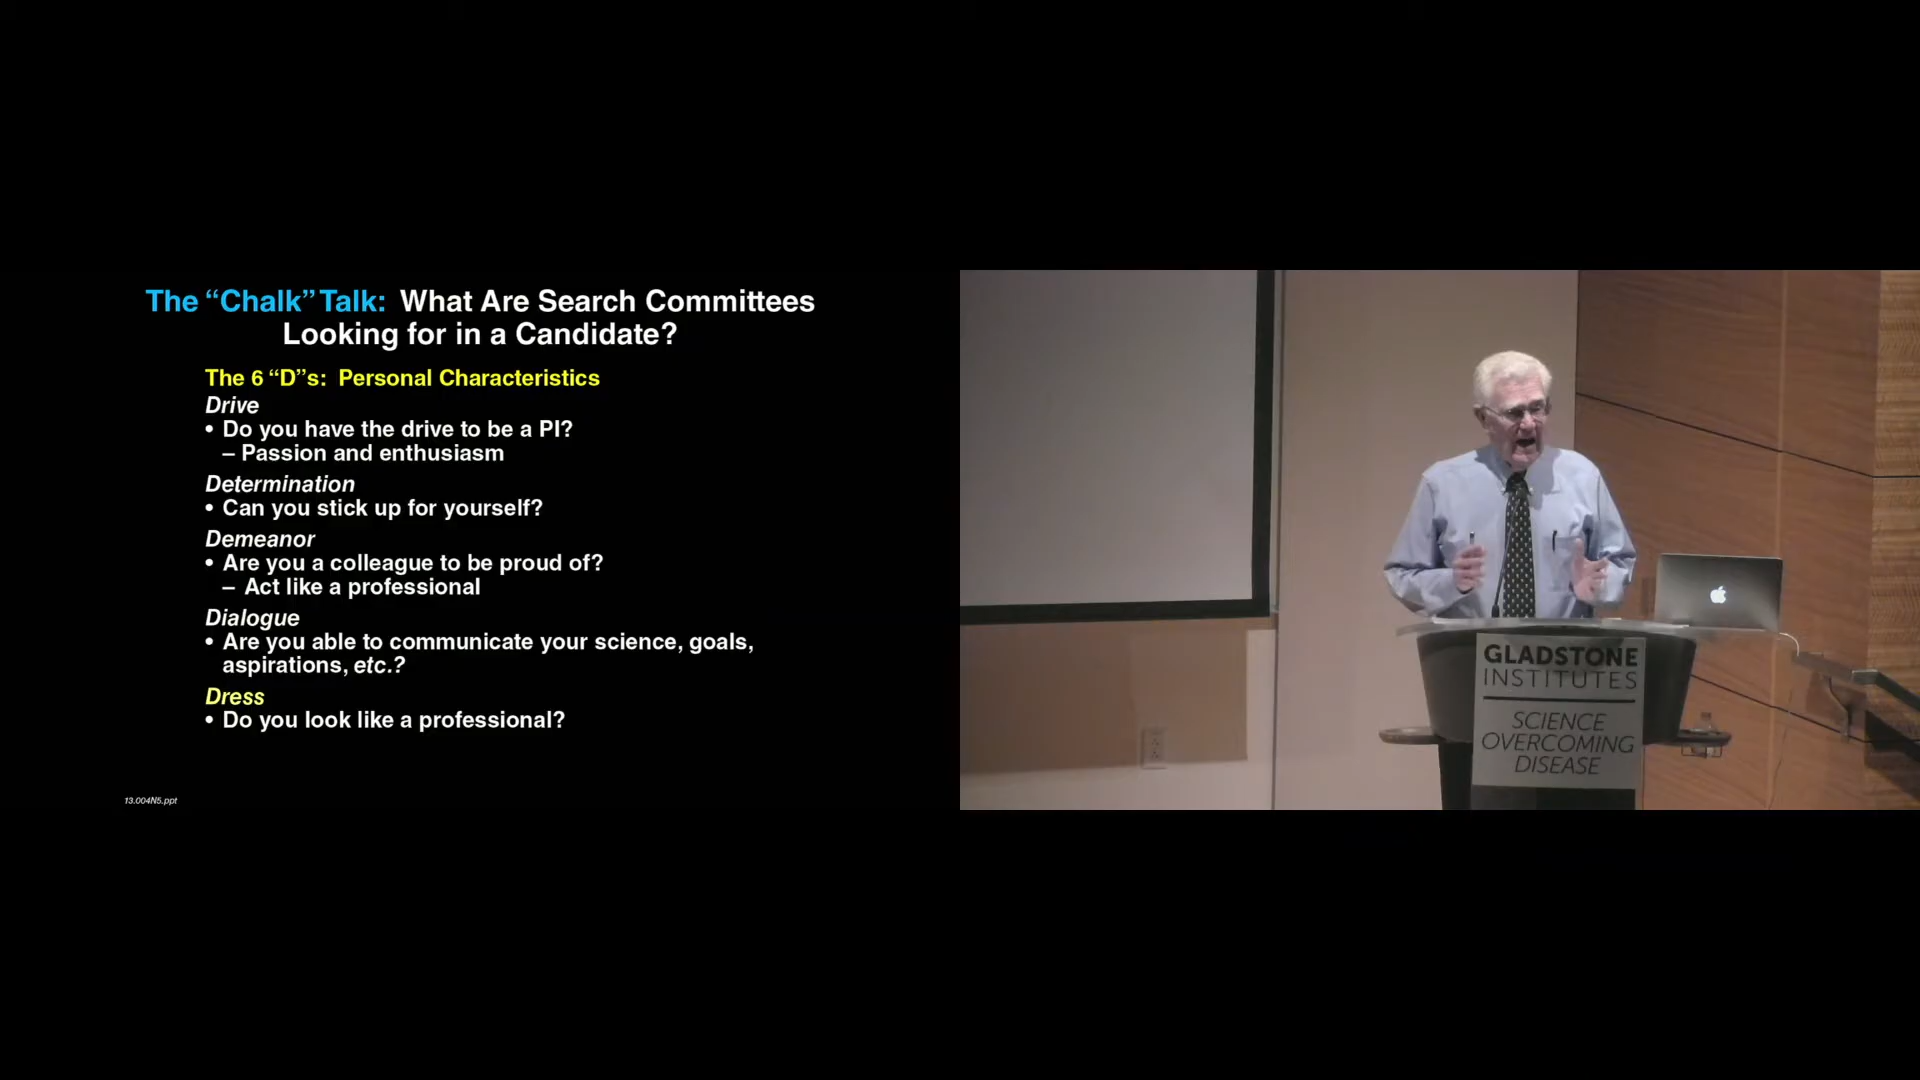 The “Chalk” Talk: What Are Search Committees
Looking for in a Candidate?
The 6 “D”s: Personal Characteristics
Drive
• Do you have the drive to be a PI?
– Passion and enthusiasm
Determination
• Can you stick up for yourself?
Demeanor
• Are you a colleague to be proud of?
– Act like a professional
Dialogue
• Are you able to communicate your science, goals,
aspirations, etc.?
Dress
• Do you look like a professional?
13.004N5.ppt
GLADSTONE
INSTITUTES
SCIENCE
OVERCOMING
DISEASE